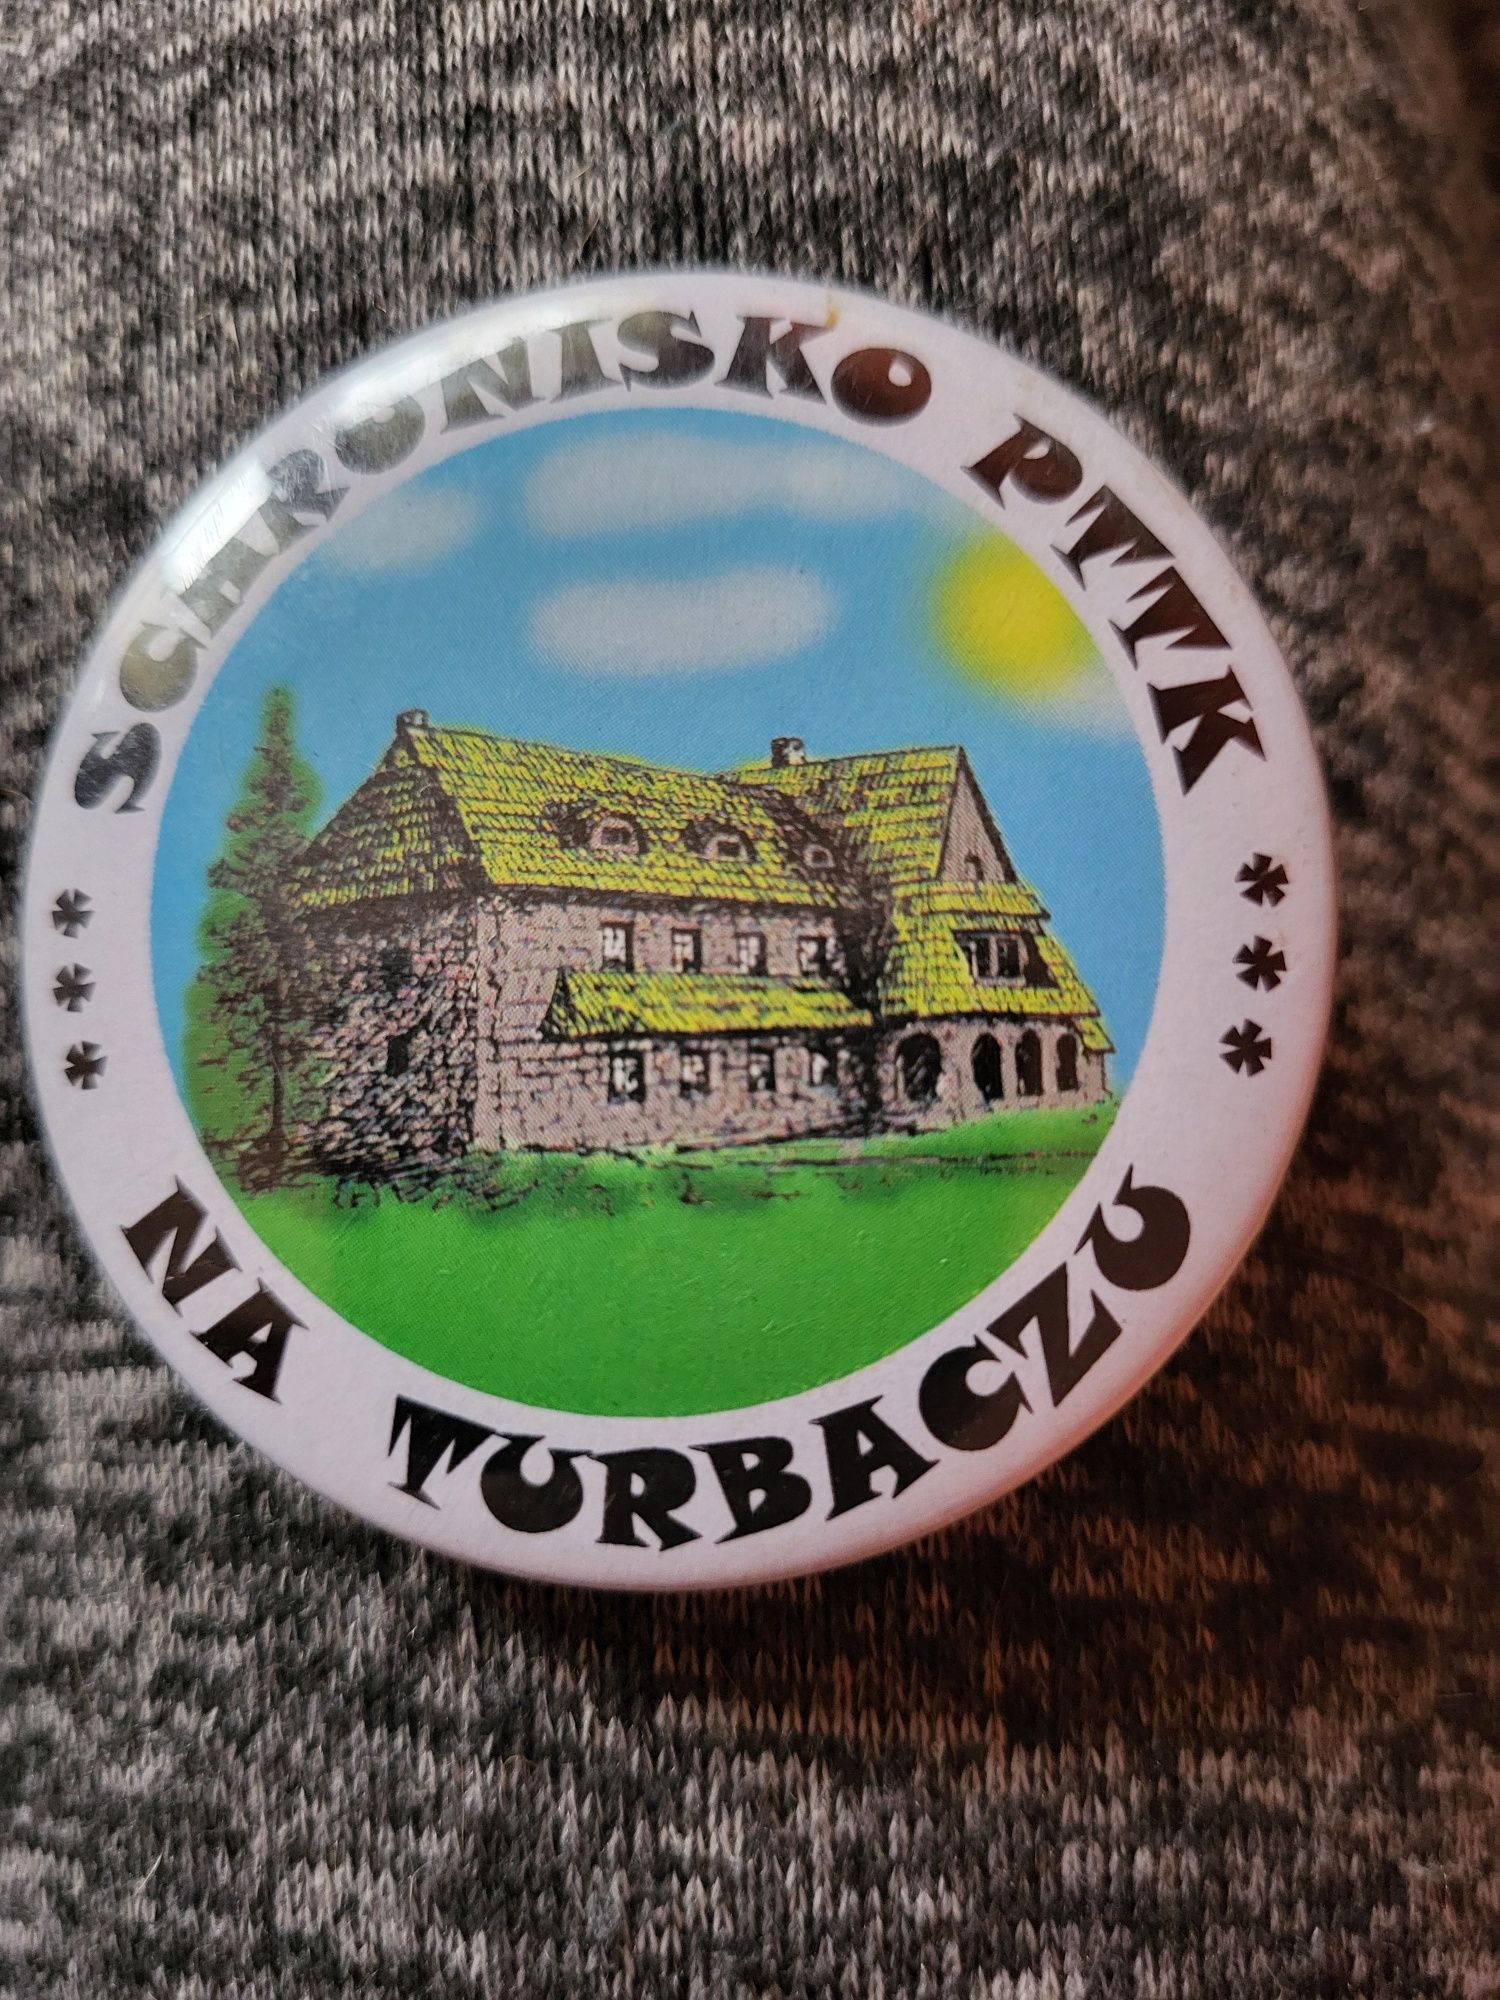 SCHRONISKO PTTK
*** ***
NA TURBACZU